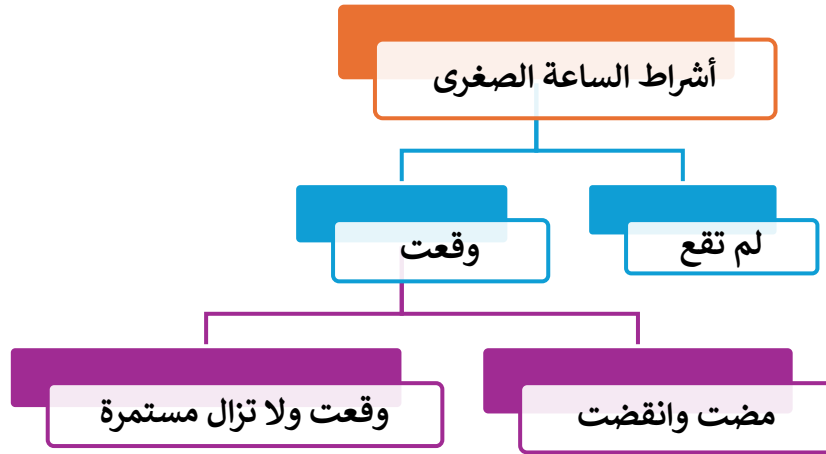 أشراط الساعة الصغرى
لم تقع
وقعت
مضت وانقضت
وقعت ولا تزال مستمرة